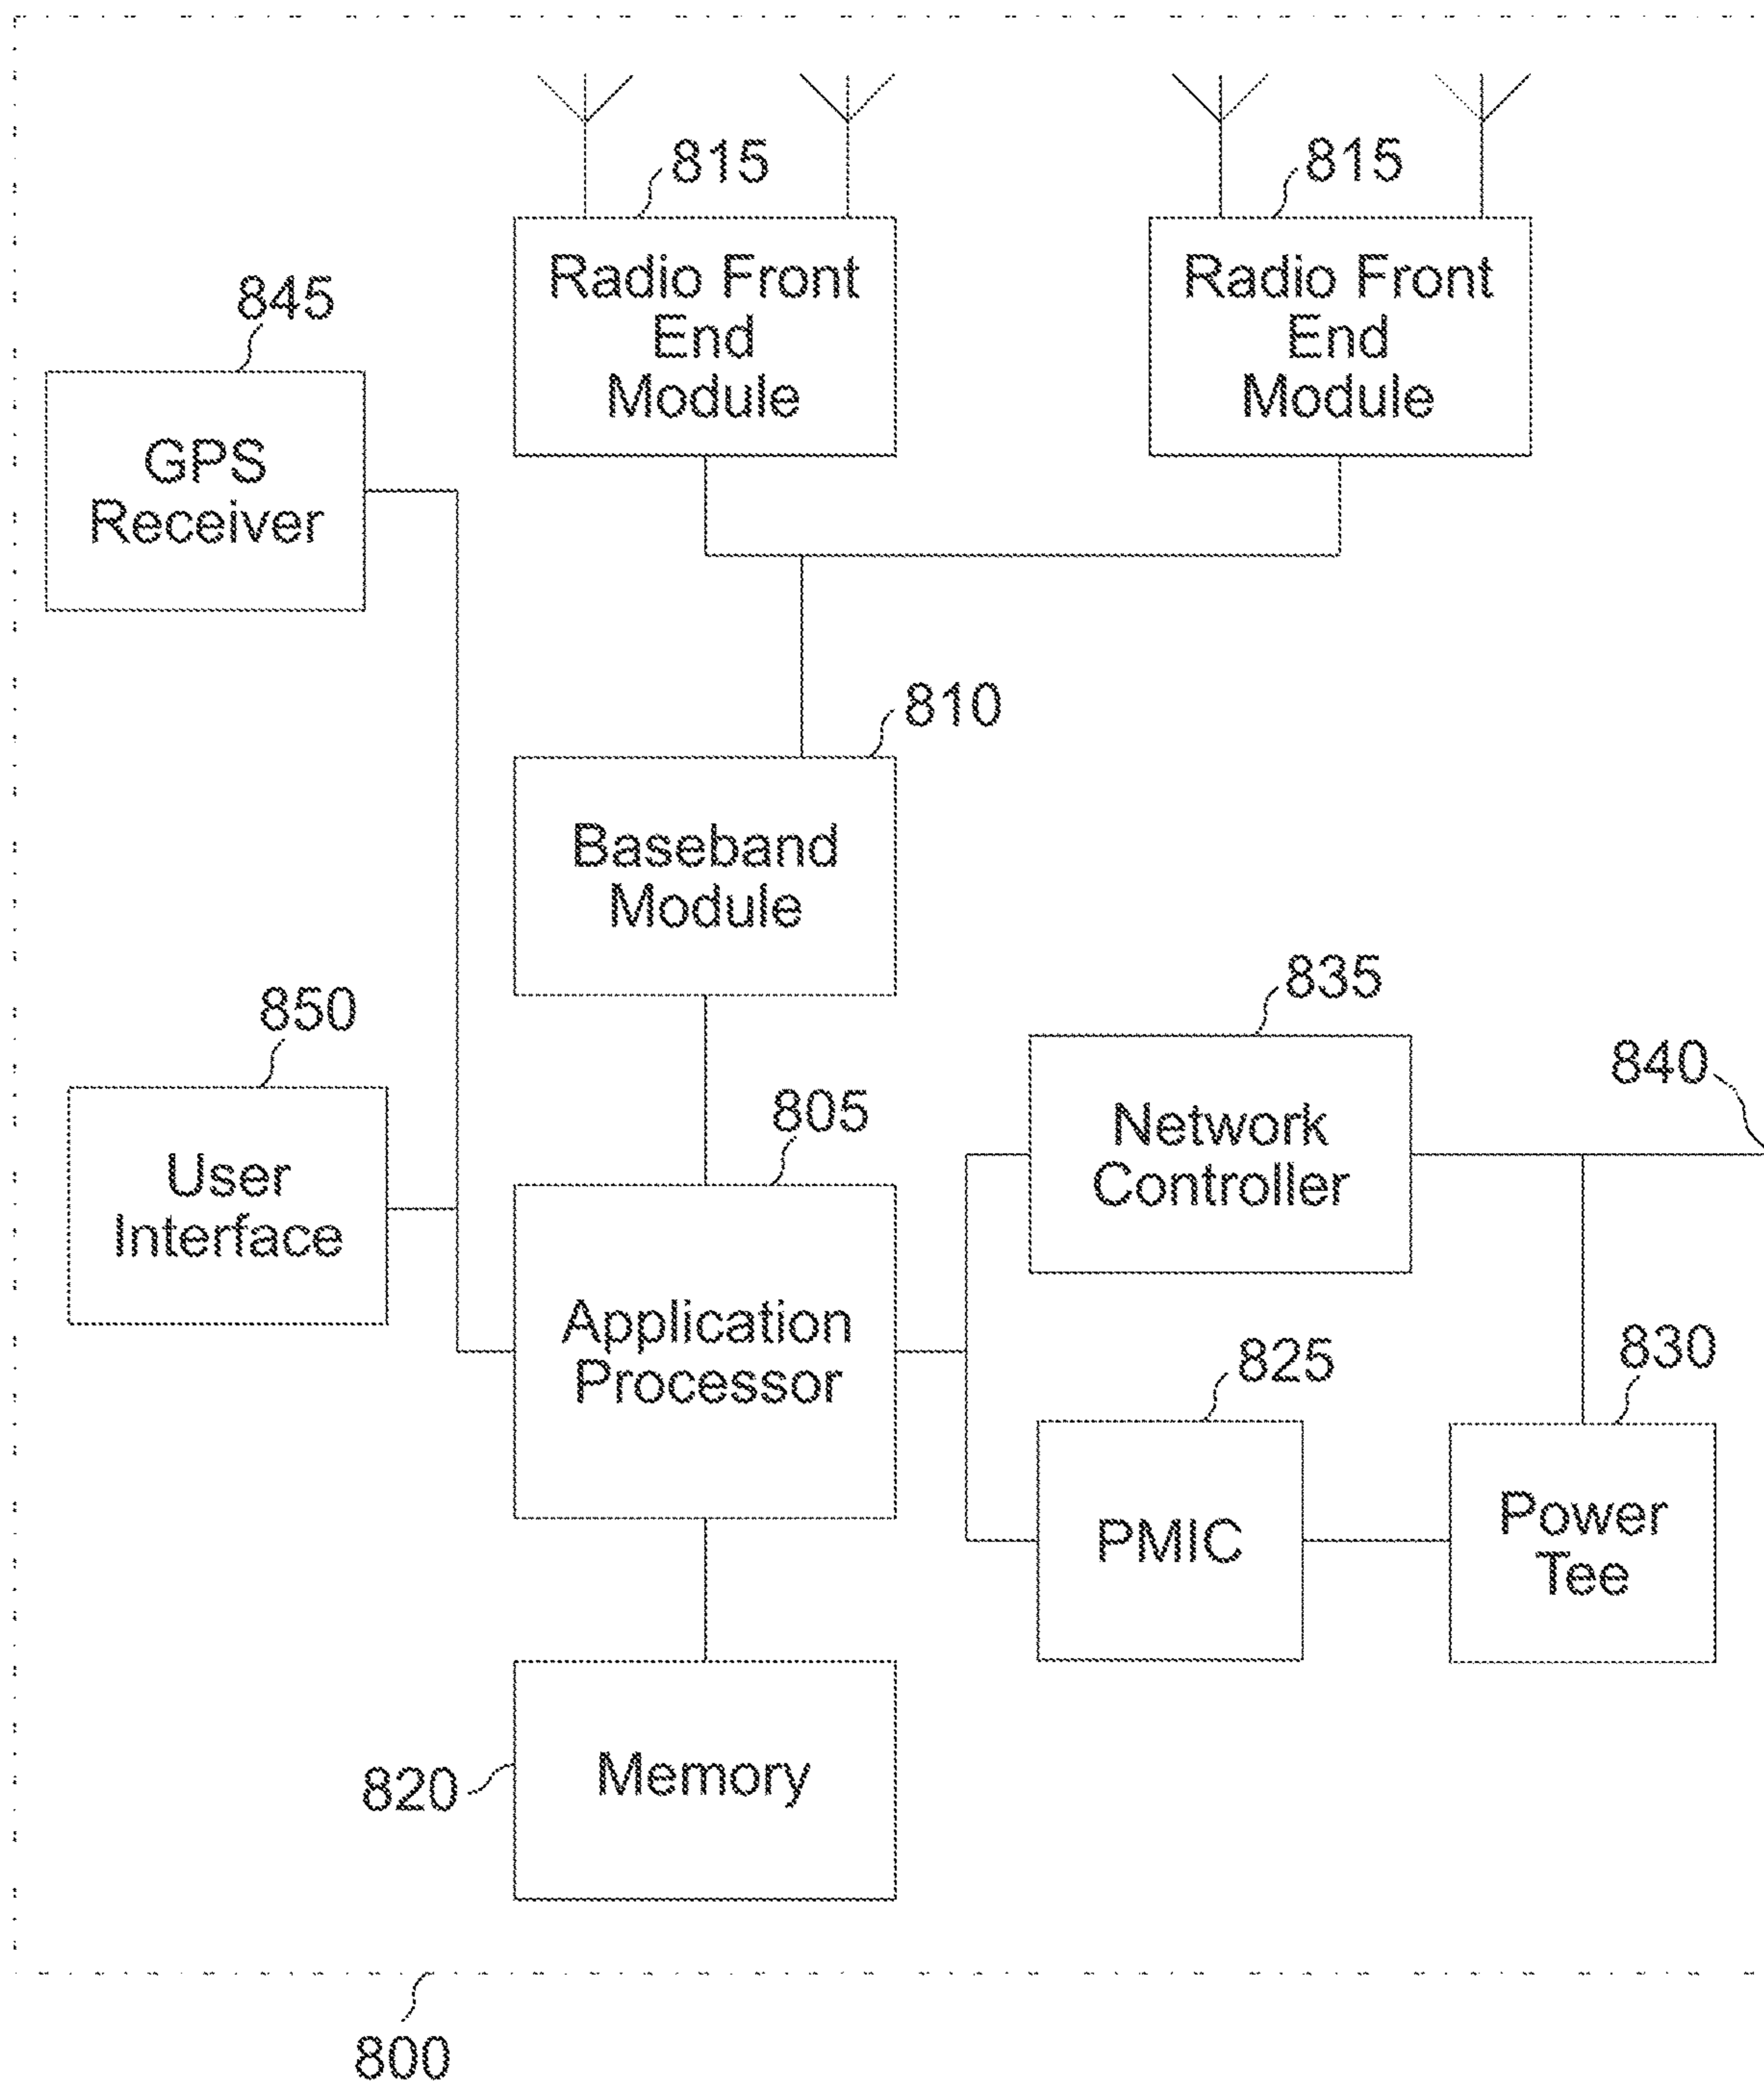 815
815
Radio Front
End
Module
Radio Front
End
Module
845
GPS
Receiver
810
Baseband
Module
835
850
840
Network
Controller
805
User
Interface
Application
Processor
825
830
PMIC
Power
Tee
Memory
820
800